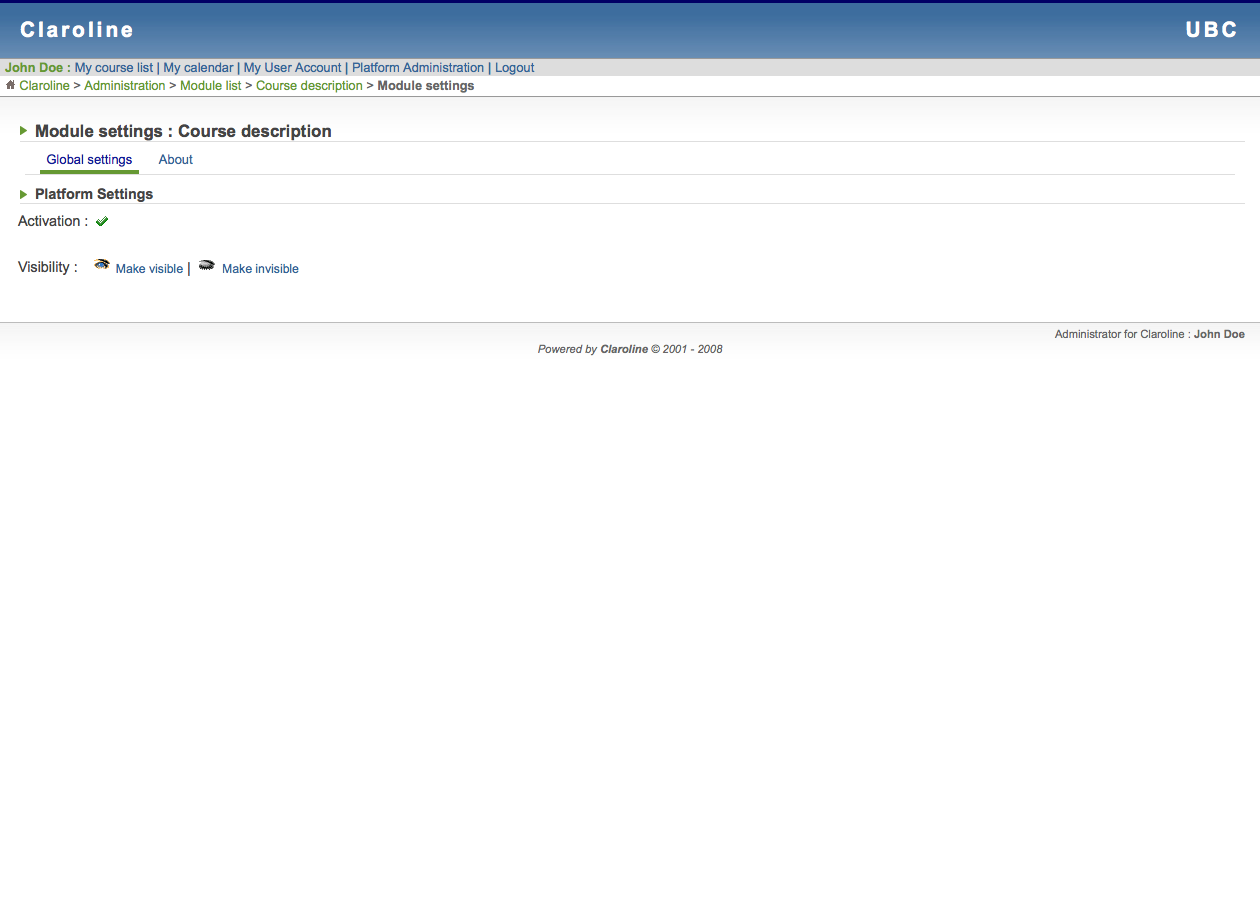 Claroline UBC
John Doe : My course list | My calendar | My User Account | Platform Administration | Logout
Claroline > Administration > Module list > Course description > Module settings
Module settings : Course description
Global settings About
Platform Settings
Activation :
Visibility : Make visible | Make invisible
Administrator for Claroline : John Doe
Powered by Claroline © 2001 - 2008